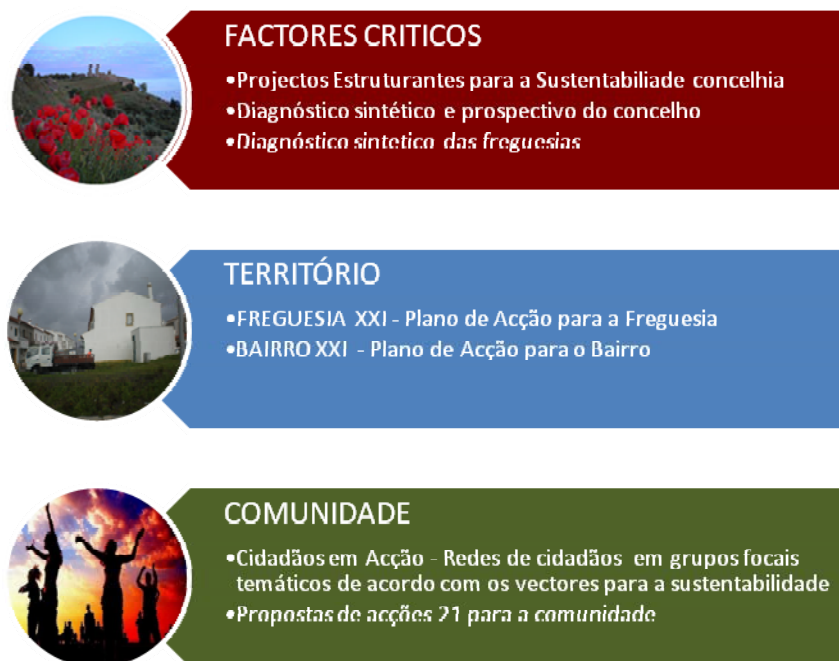 FACTORES CRITICOS
•Projectos Estruturantes para a Sustentabiliade concelhia
•Diagnóstico sintético e prospectivo do concelho
•Diagnóstico sintetico das freguesias
TERRITÓRIO
•FREGUESIA XXI - Plano de Acção para a Freguesia
•BAIRRO XXI - Plano de Acção para o Bairro
COMUNIDADE
•Cidadãos em Acção - Redes de cidadãos em grupos focais
temáticos de acordo com os vectores para a sustentabilidade
•Propostas de acções 21 para a comunidade